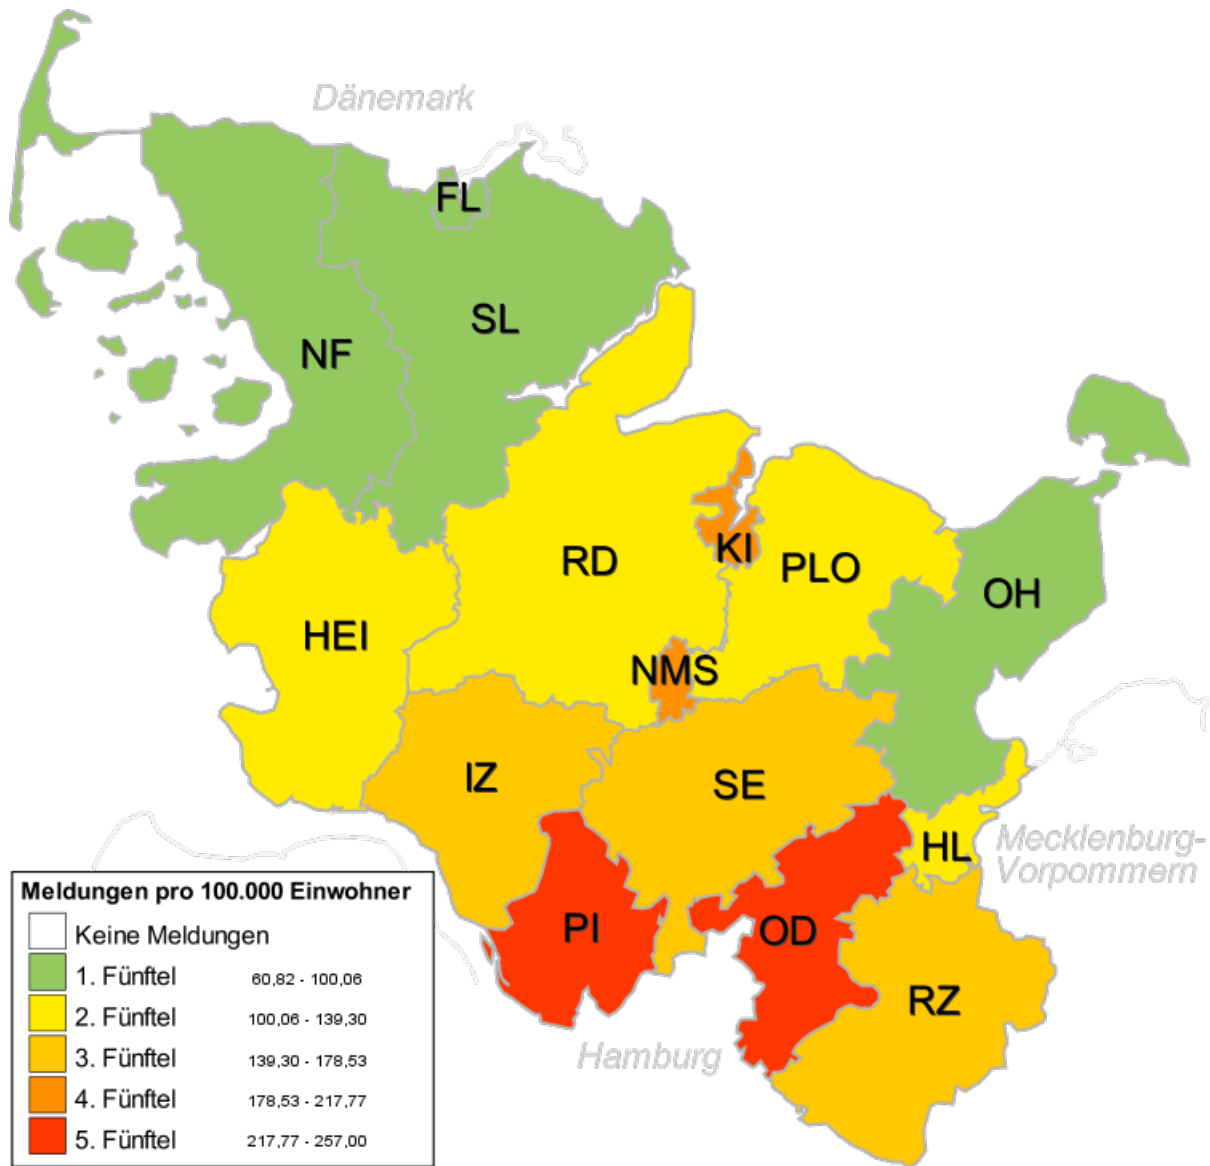 Dänemark
FL
SL
NF
RD
KI
PLO
OH
HEI
NMS
IZ
SE
HL
Mecklenburg-
Vorpommern
PI
OD
RZ
Hamburg
Meldungen pro 100.000 Einwohner
Keine Meldungen
1. Fünftel 60,82 - 100,06
2. Fünftel 100,06 - 139,30
3. Fünftel 139,30 - 178,53
4. Fünftel 178,53 - 217,77
5. Fünftel 217,77 - 257,00